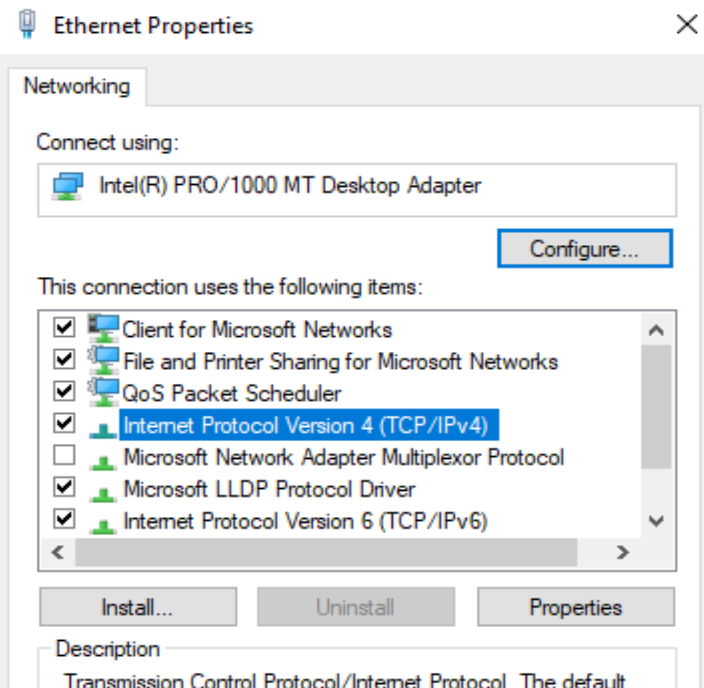 Ethernet Properties
Networking
Connect using:
Intel(R) PRO/1000 MT Desktop Adapter
Configure...
This connection uses the following items:
Client for Microsoft Networks
File and Printer Sharing for Microsoft Networks
QoS Packet Scheduler
Internet Protocol Version 4 (TCP/IPv4)
Microsoft Network Adapter Multiplexor Protocol
Microsoft LLDP Protocol Driver
Internet Protocol Version 6 (TCP/IPv6)
Install...
Uninstall
Properties
Description
Transmission Control Protocol/Internet Protocol. The default